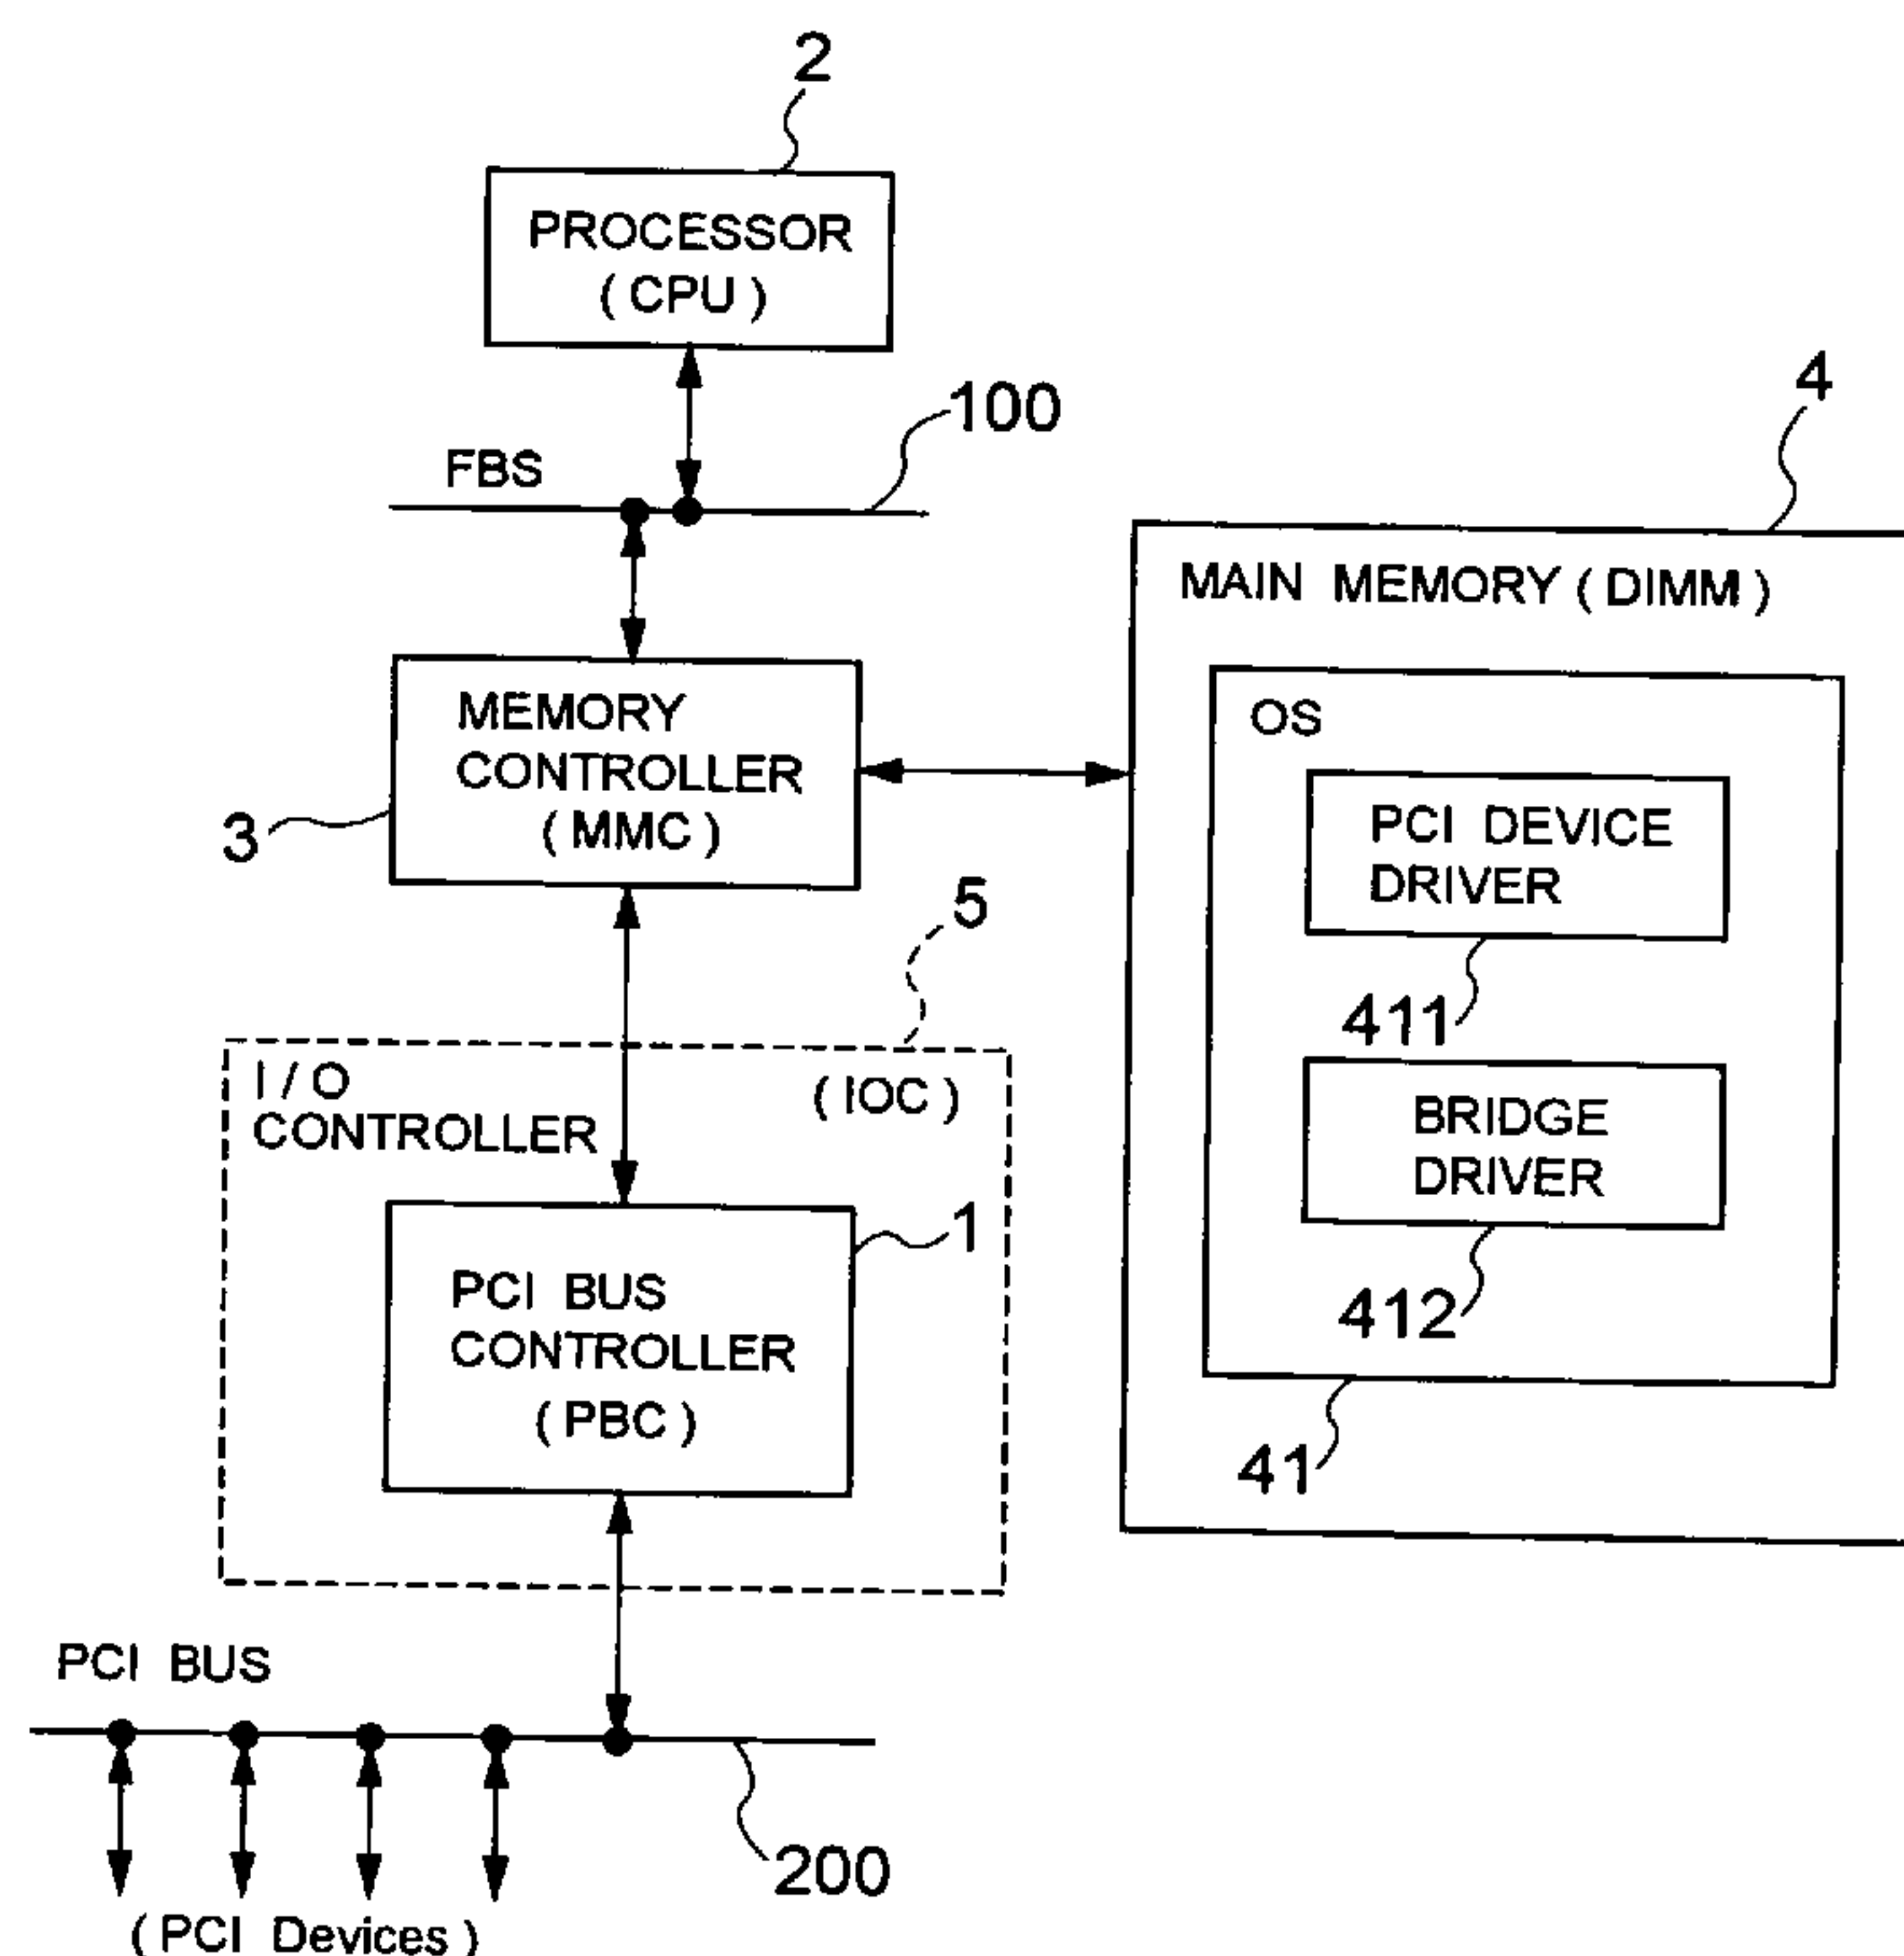 2
PROCESSOR
( CPU )
100
FBS
4
MAIN MEMORY ( DIMM )
MEMORY
CONTROLLER
( MMC )
3
OS
PCI DEVICE
DRIVER
411
5
I / O
CONTROLLER
( IOC )
BRIDGE
DRIVER
412
1
PCI BUS
CONTROLLER
( PBC )
41
PCI BUS
200
( PCI Devices )